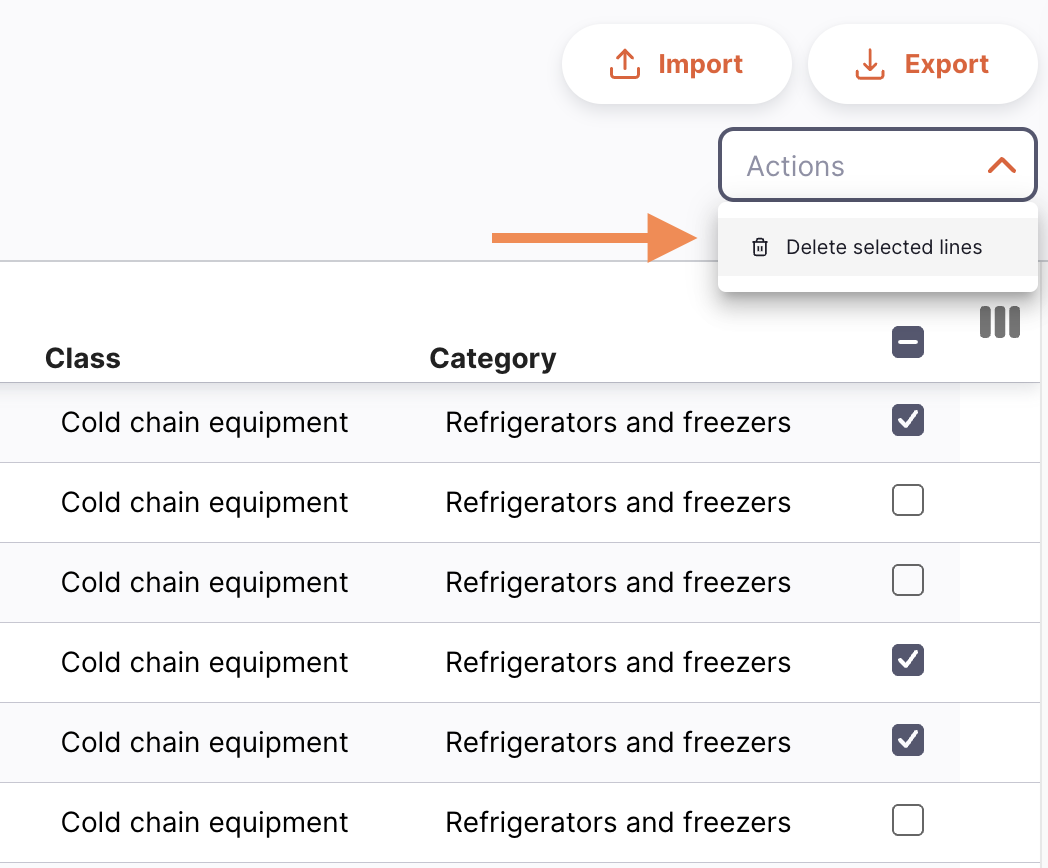 Import Export
Actions
Delete selected lines
Class Category
Cold chain equipment Refrigerators and freezers
Cold chain equipment Refrigerators and freezers
Cold chain equipment Refrigerators and freezers
Cold chain equipment Refrigerators and freezers
Cold chain equipment Refrigerators and freezers
Cold chain equipment Refrigerators and freezers